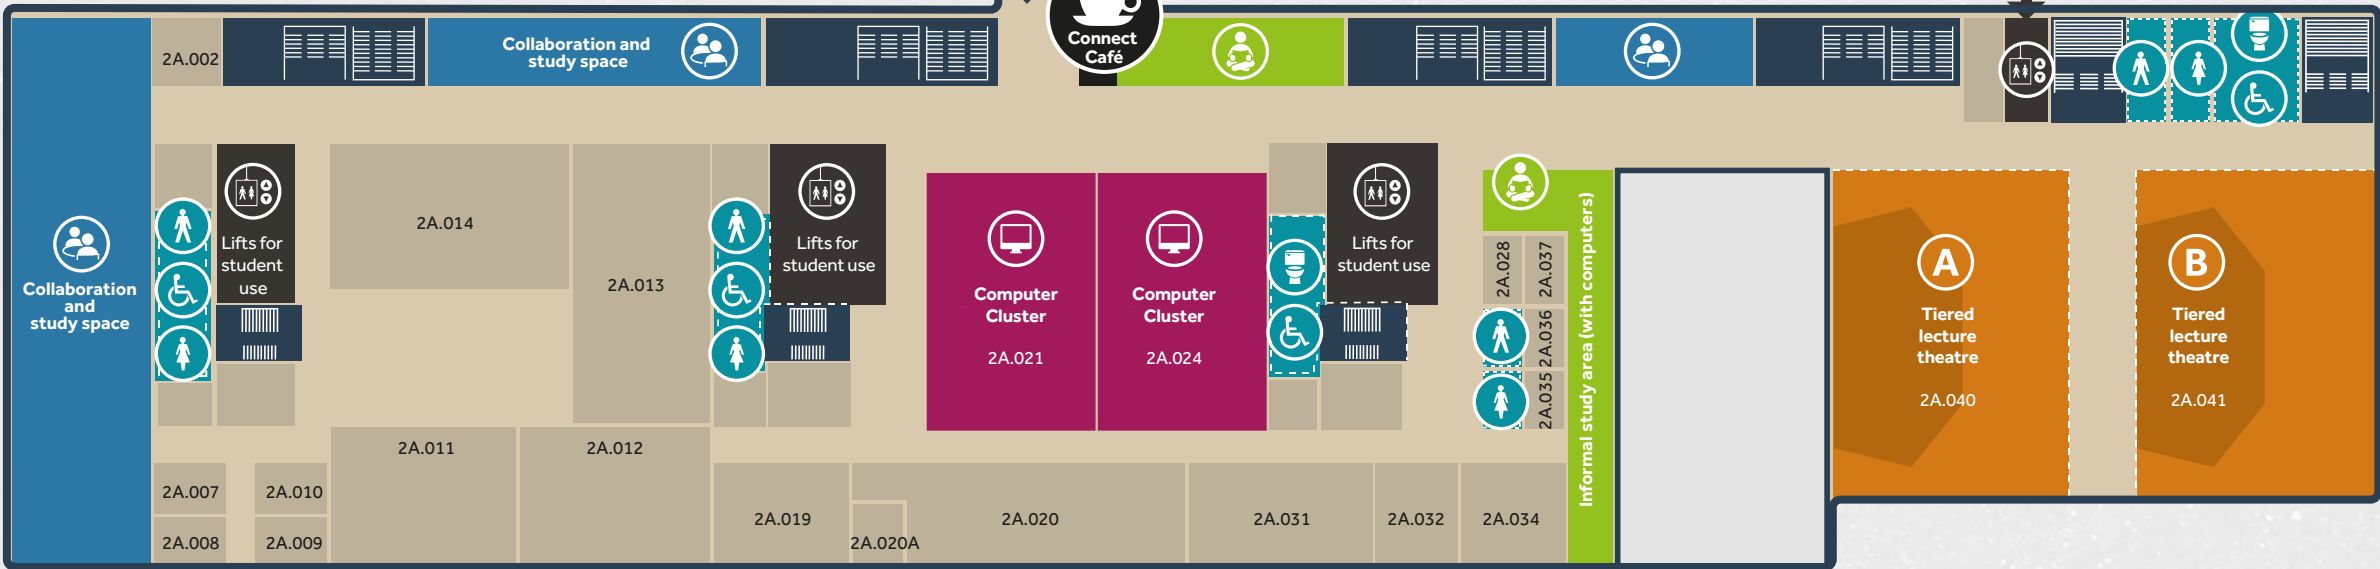 Connect
Café
2A.002
Collaboration and
study space
Collaboration
and
study space
Lifts for
student
use
2A.014
2A.013
Lifts for
student use
Computer
Cluster
2A.021
Computer
Cluster
2A.024
Lifts for
student use
2A.028
2A.037
2A.036
2A.035
Informal study area (with computers)
A
Tiered
lecture
theatre
2A.040
B
Tiered
lecture
theatre
2A.041
2A.011
2A.012
2A.007
2A.010
2A.008
2A.009
2A.019
2A.020A
2A.020
2A.031
2A.032
2A.034